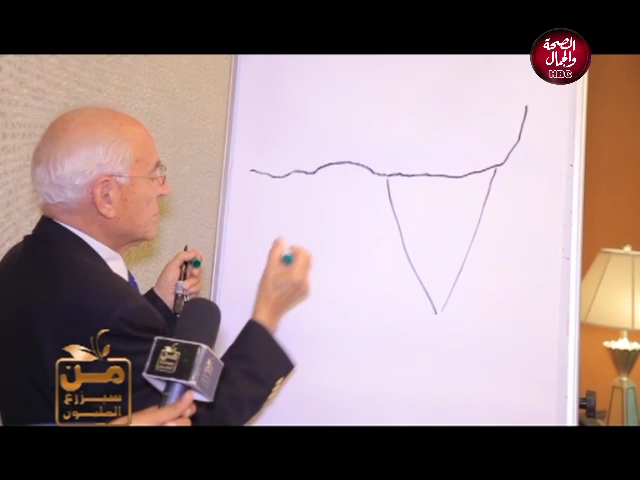 الصحة
والجمال
HBC
من
سيزرع
المليون